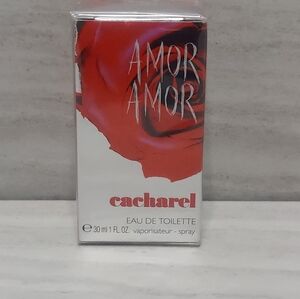 AMOR
AMOR
cacharel
EAU DE TOILETTE
℮ 30 ml 1 FL. OZ. vaporisateur - spray